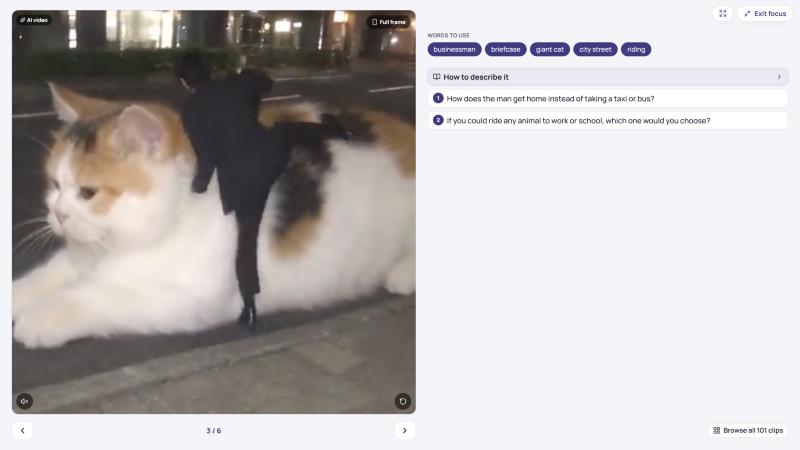 AI video
Full frame
Exit focus
WORDS TO USE
businessman
briefcase
giant cat
city street
riding
How to describe it
1 How does the man get home instead of taking a taxi or bus?
2 If you could ride any animal to work or school, which one would you choose?
3 / 6
Browse all 101 clips